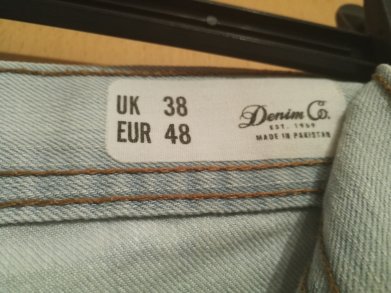 UK 38
EUR 48
Denim Co.
EST. 1969
MADE IN PAKISTAN